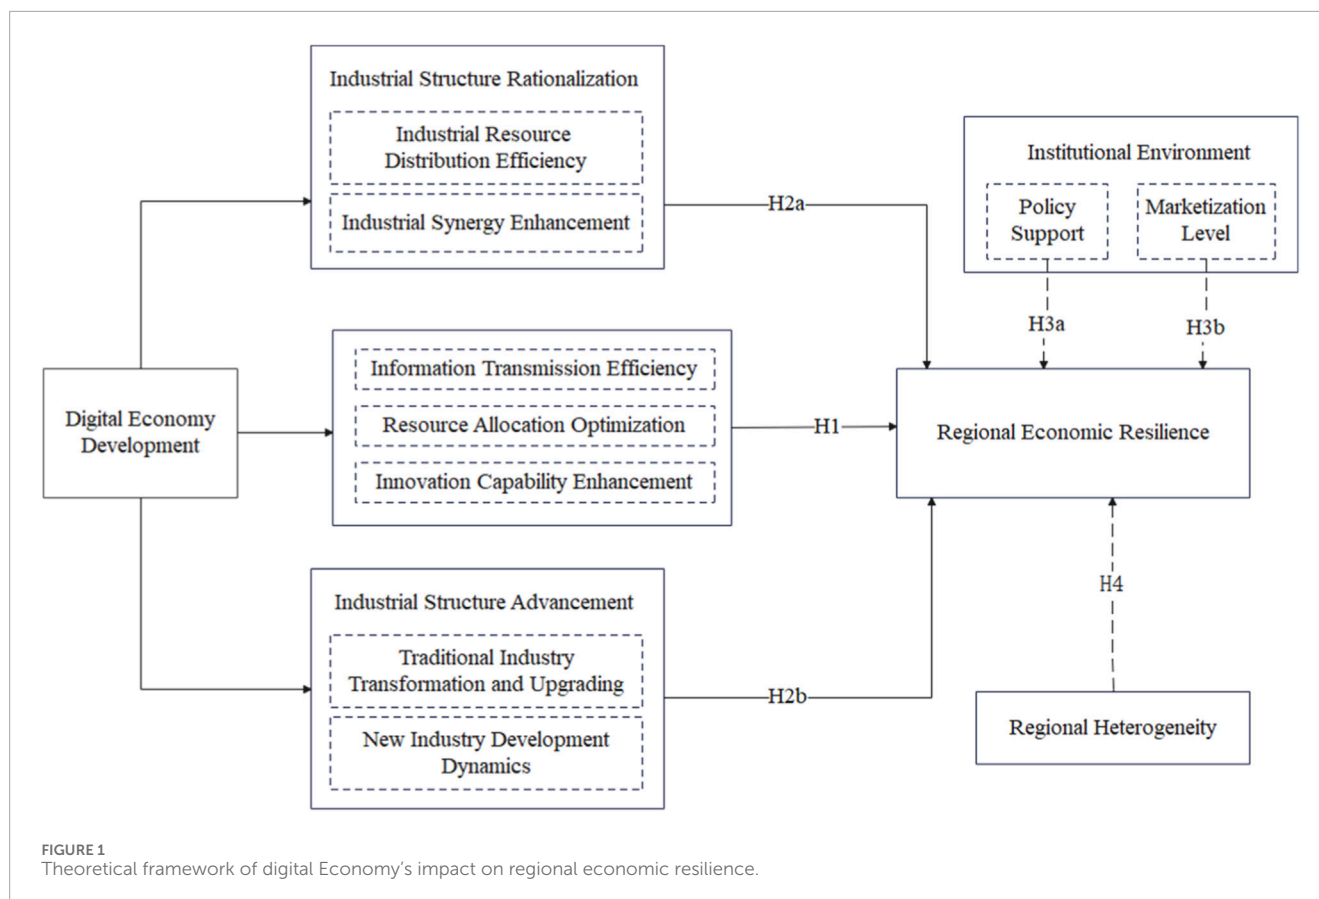 Industrial Structure Rationalization
Industrial Resource
Distribution Efficiency
Industrial Synergy Enhancement
H2a
Institutional Environment
Policy
Support
Marketization
Level
H3a
H3b
Digital Economy
Development
Information Transmission Efficiency
Resource Allocation Optimization
Innovation Capability Enhancement
H1
Regional Economic Resilience
Industrial Structure Advancement
Traditional Industry
Transformation and Upgrading
New Industry Development
Dynamics
H2b
H4
Regional Heterogeneity
FIGURE 1
Theoretical framework of digital Economy's impact on regional economic resilience.